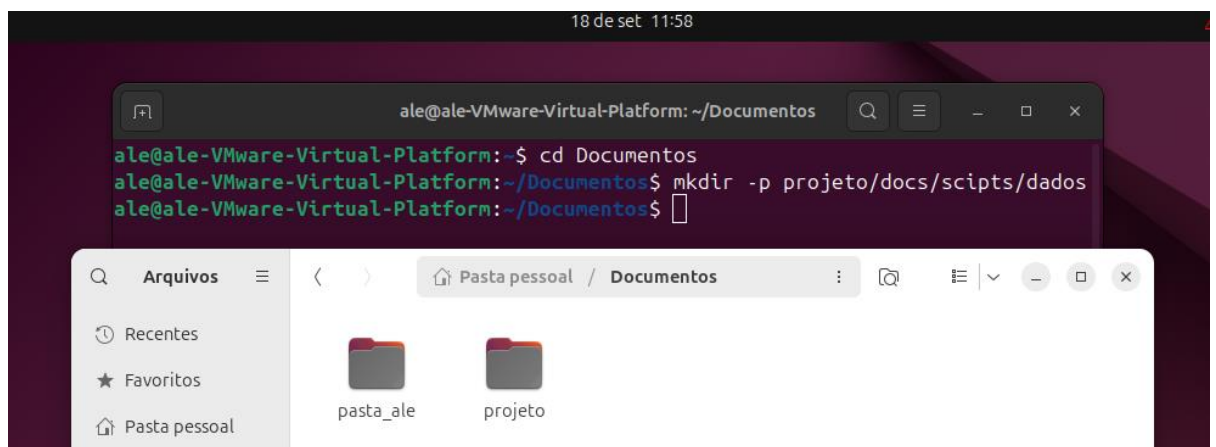 18 de set 11:58
ale@ale-VMware-Virtual-Platform: ~/Documentos
ale@ale-VMware-Virtual-Platform:~$ cd Documentos
ale@ale-VMware-Virtual-Platform:~/Documentos$ mkdir -p projeto/docs/scipts/dados
ale@ale-VMware-Virtual-Platform:~/Documentos$
Arquivos
Pasta pessoal / Documentos
Recentes
Favoritos
Pasta pessoal
pasta_ale
projeto